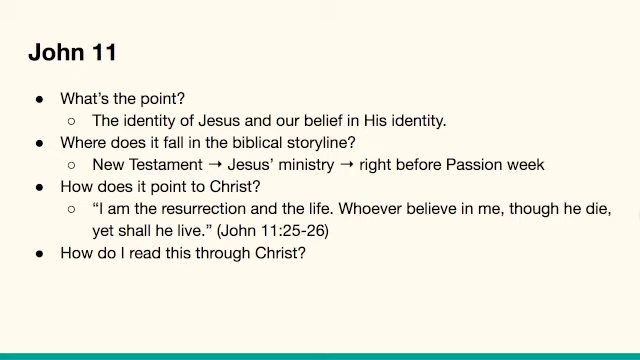 John 11
● What's the point?
○ The identity of Jesus and our belief in His identity.
● Where does it fall in the biblical storyline?
○ New Testament → Jesus' ministry → right before Passion week
● How does it point to Christ?
○ “I am the resurrection and the life. Whoever believe in me, though he die,
yet shall he live.” (John 11:25-26)
● How do I read this through Christ?